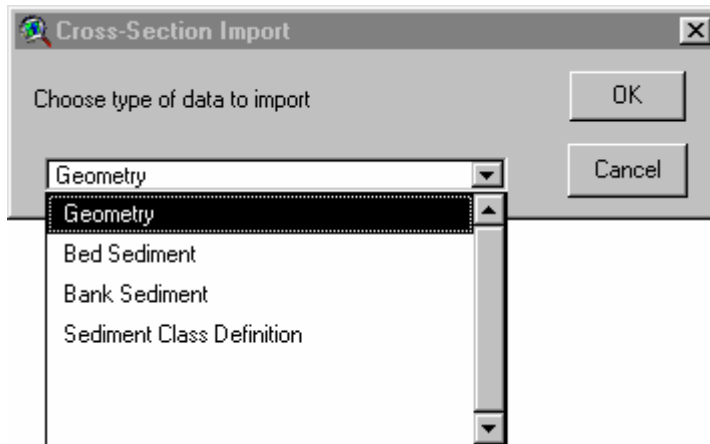 Cross-Section Import
Choose type of data to import
OK
Cancel
Geometry
Geometry
Bed Sediment
Bank Sediment
Sediment Class Definition